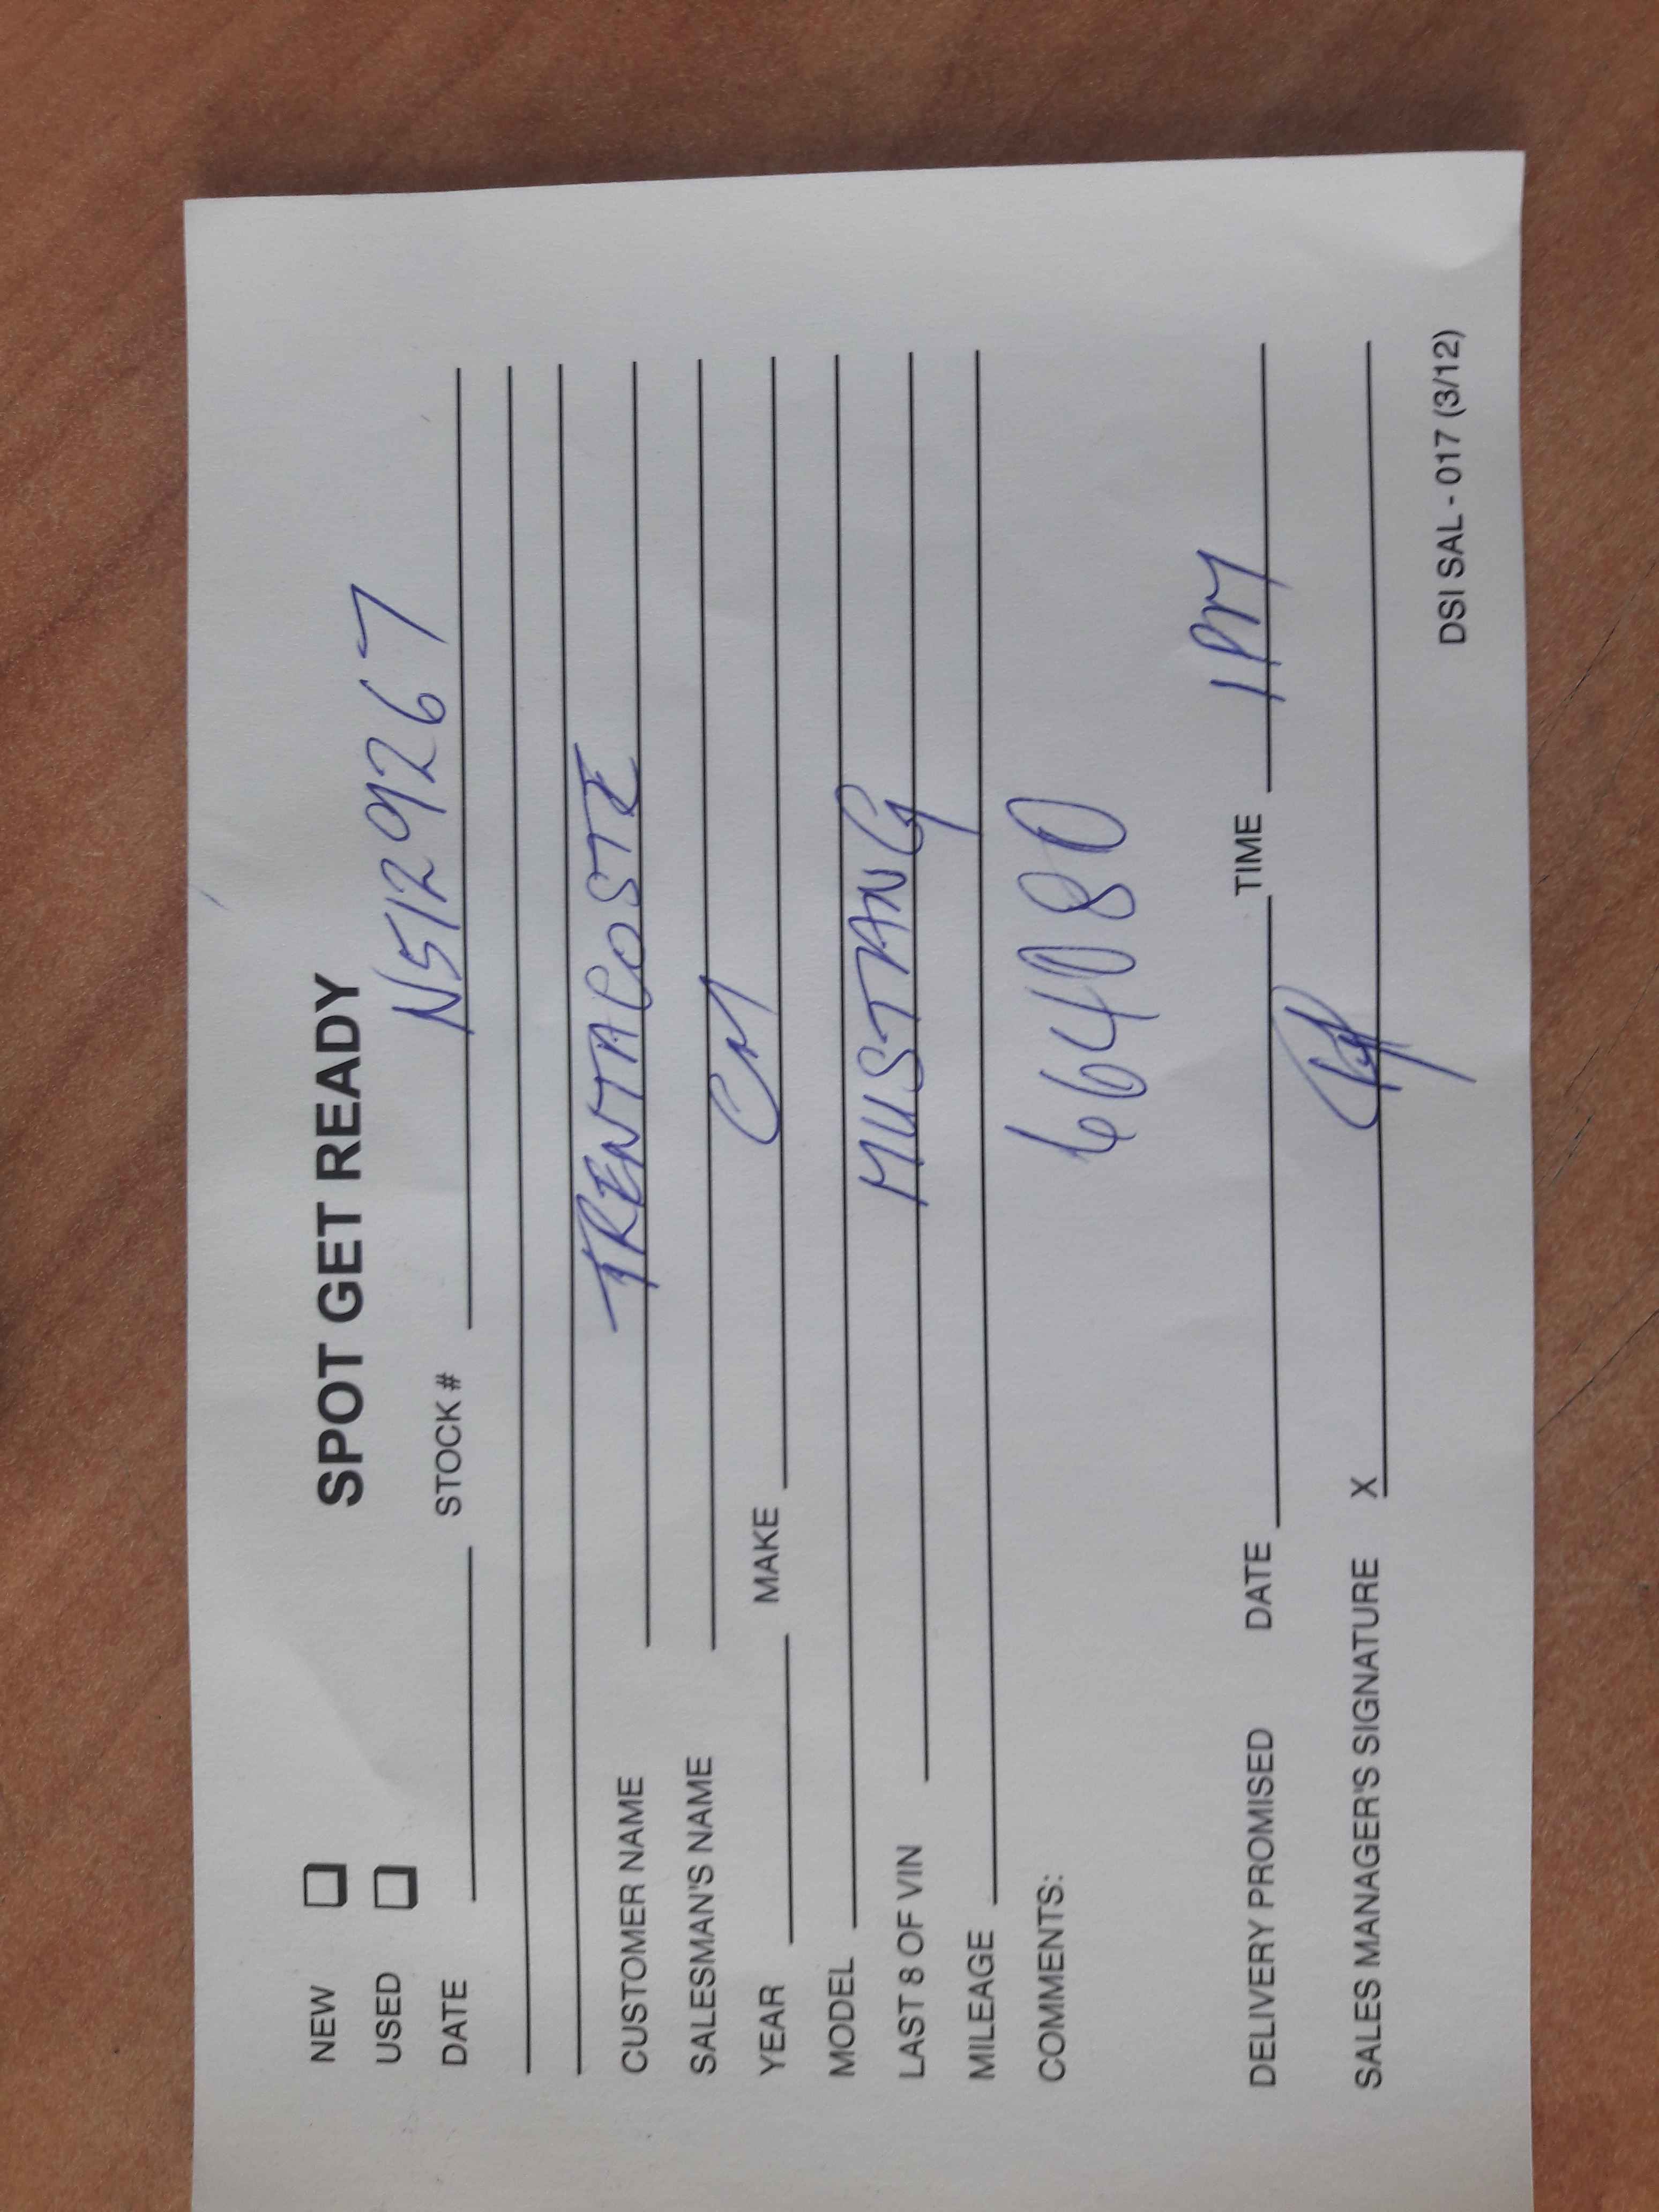 SPOT GET READY
NEW
USED
DATE STOCK # N5129267
CUSTOMER NAME TRENTACOSTE
SALESMAN'S NAME
CM
YEAR MAKE
MODEL
LAST 8 OF VIN MUSTANG
MILEAGE
COMMENTS: 664080
DELIVERY PROMISED DATE TIME 1PM
SALES MANAGER'S SIGNATURE X
DSI SAL - 017 (3/12)